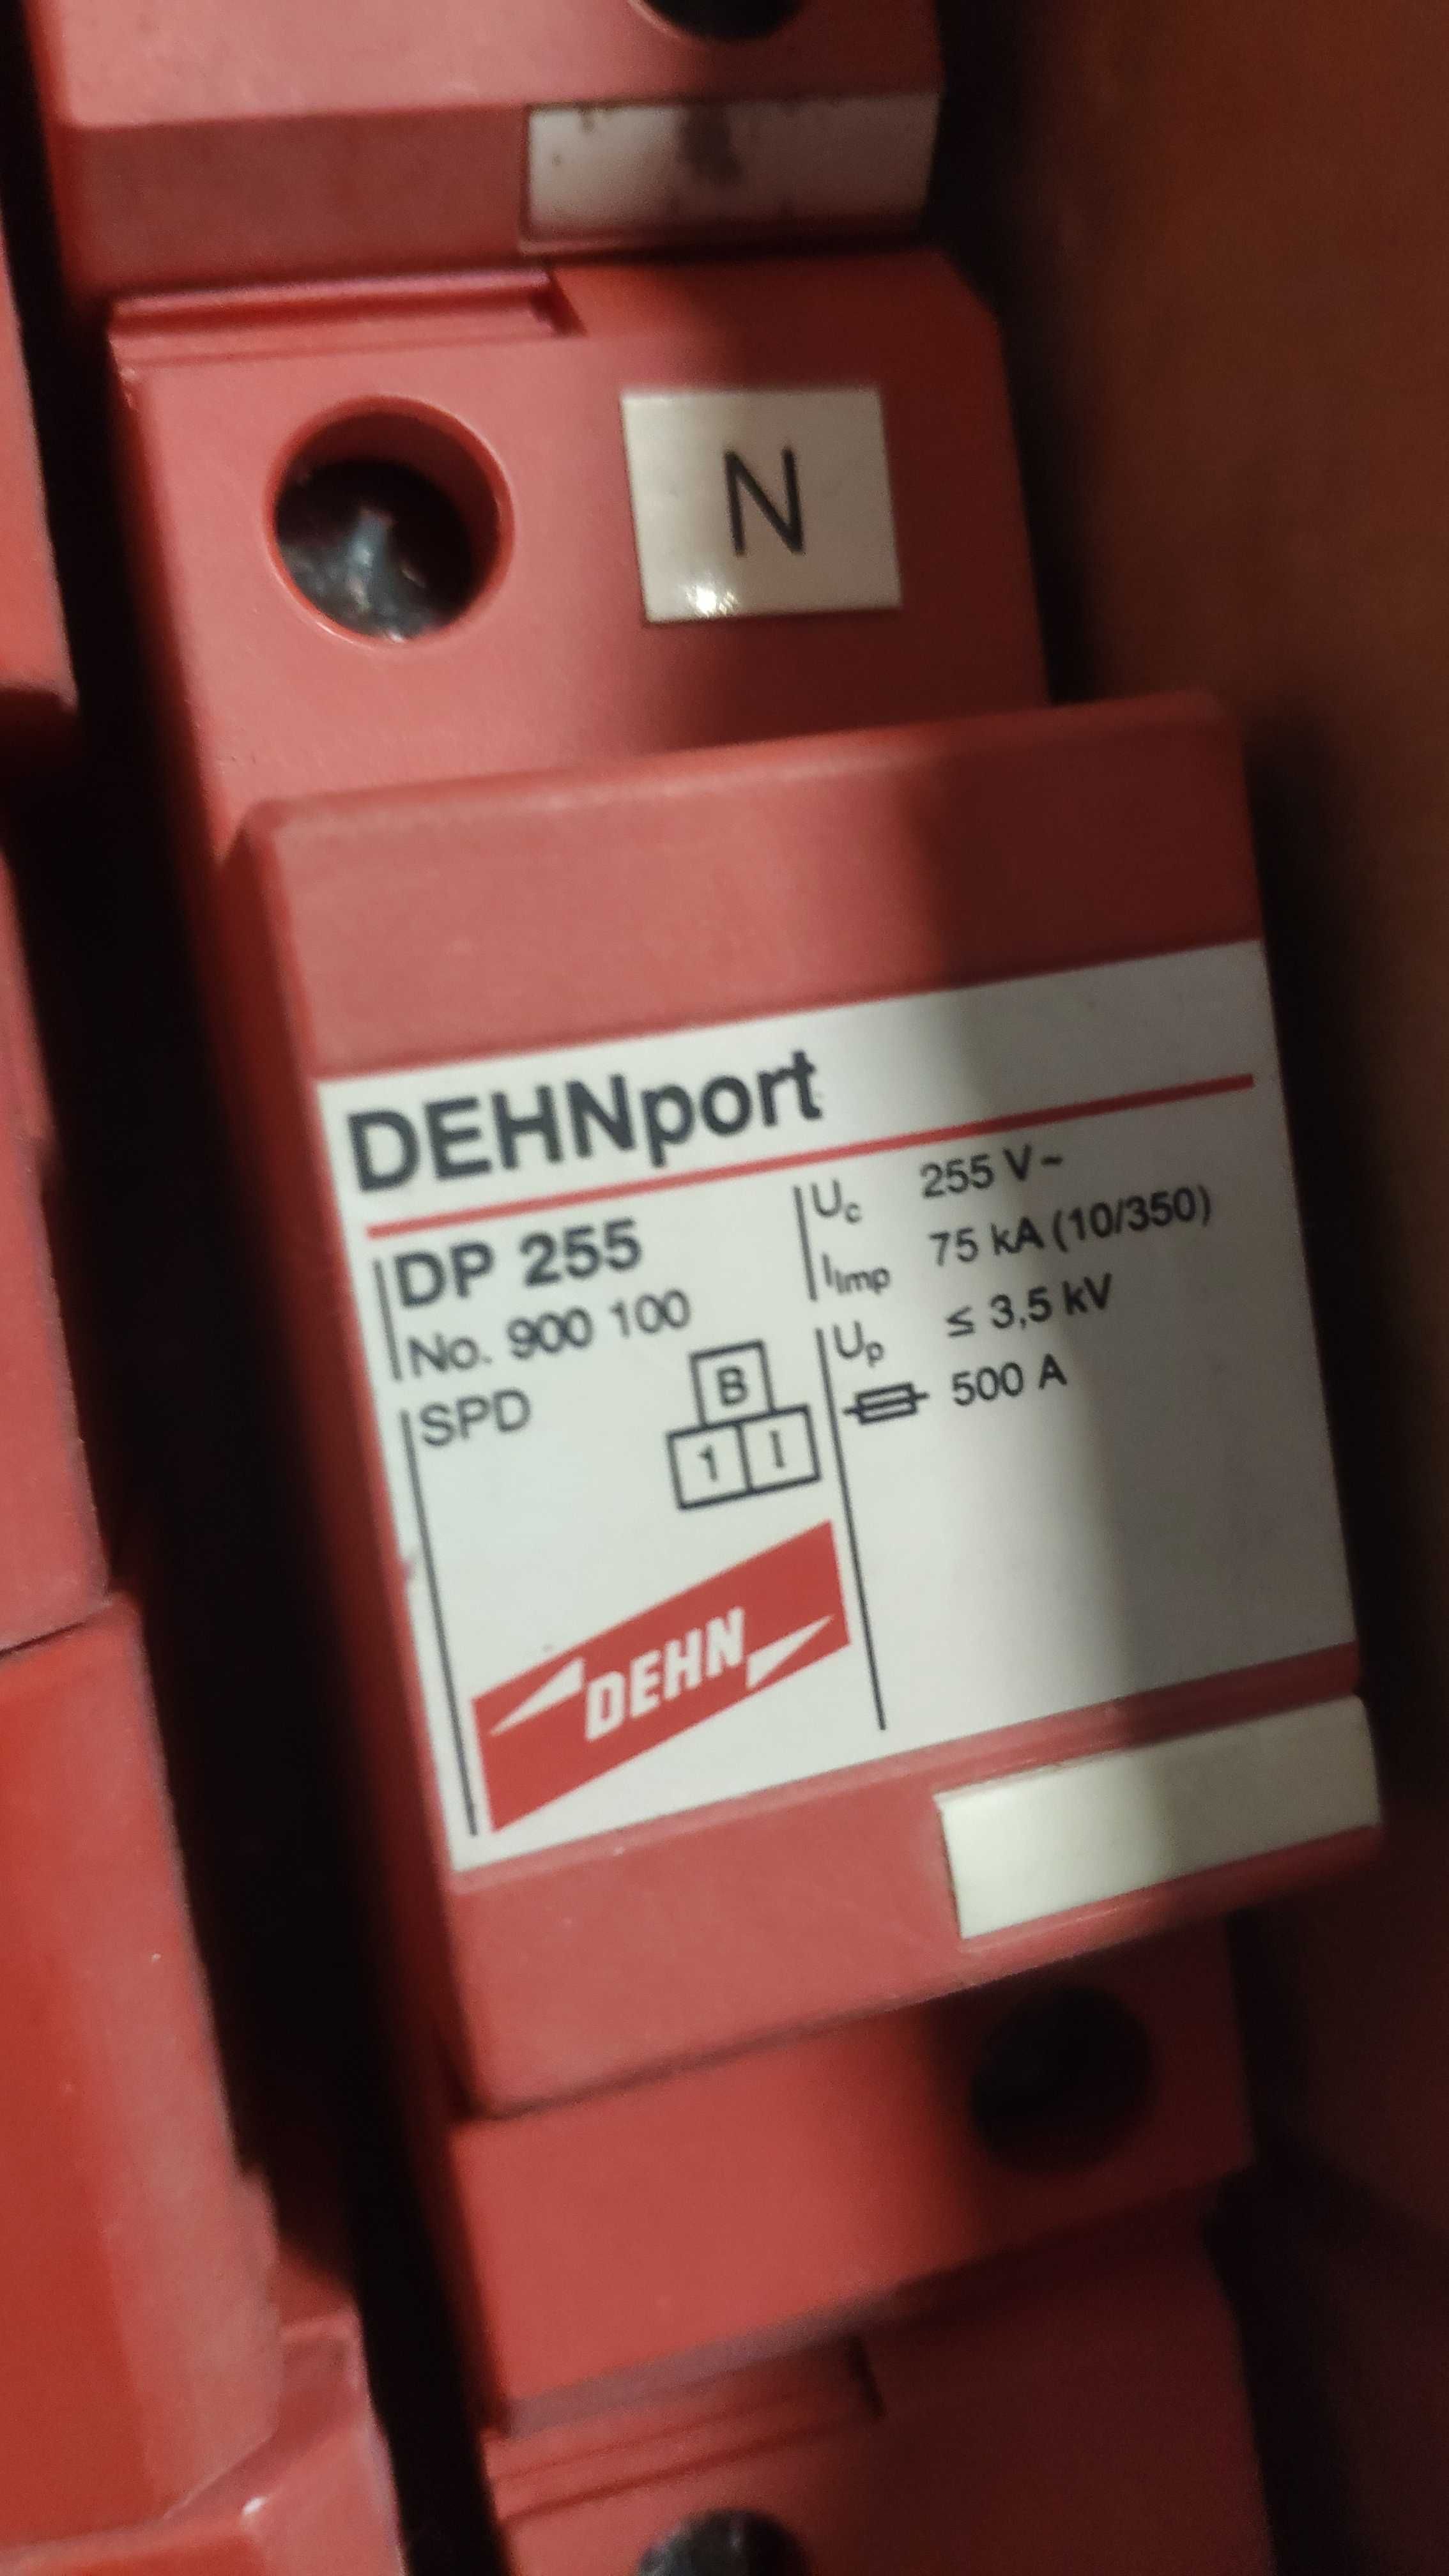 N
DEHNport
DP 255
No. 900 100
SPD
B
1 I
DEHN
Uc 255 V~
IImp 75 kA (10/350)
Up ≤ 3,5 kV
500 A